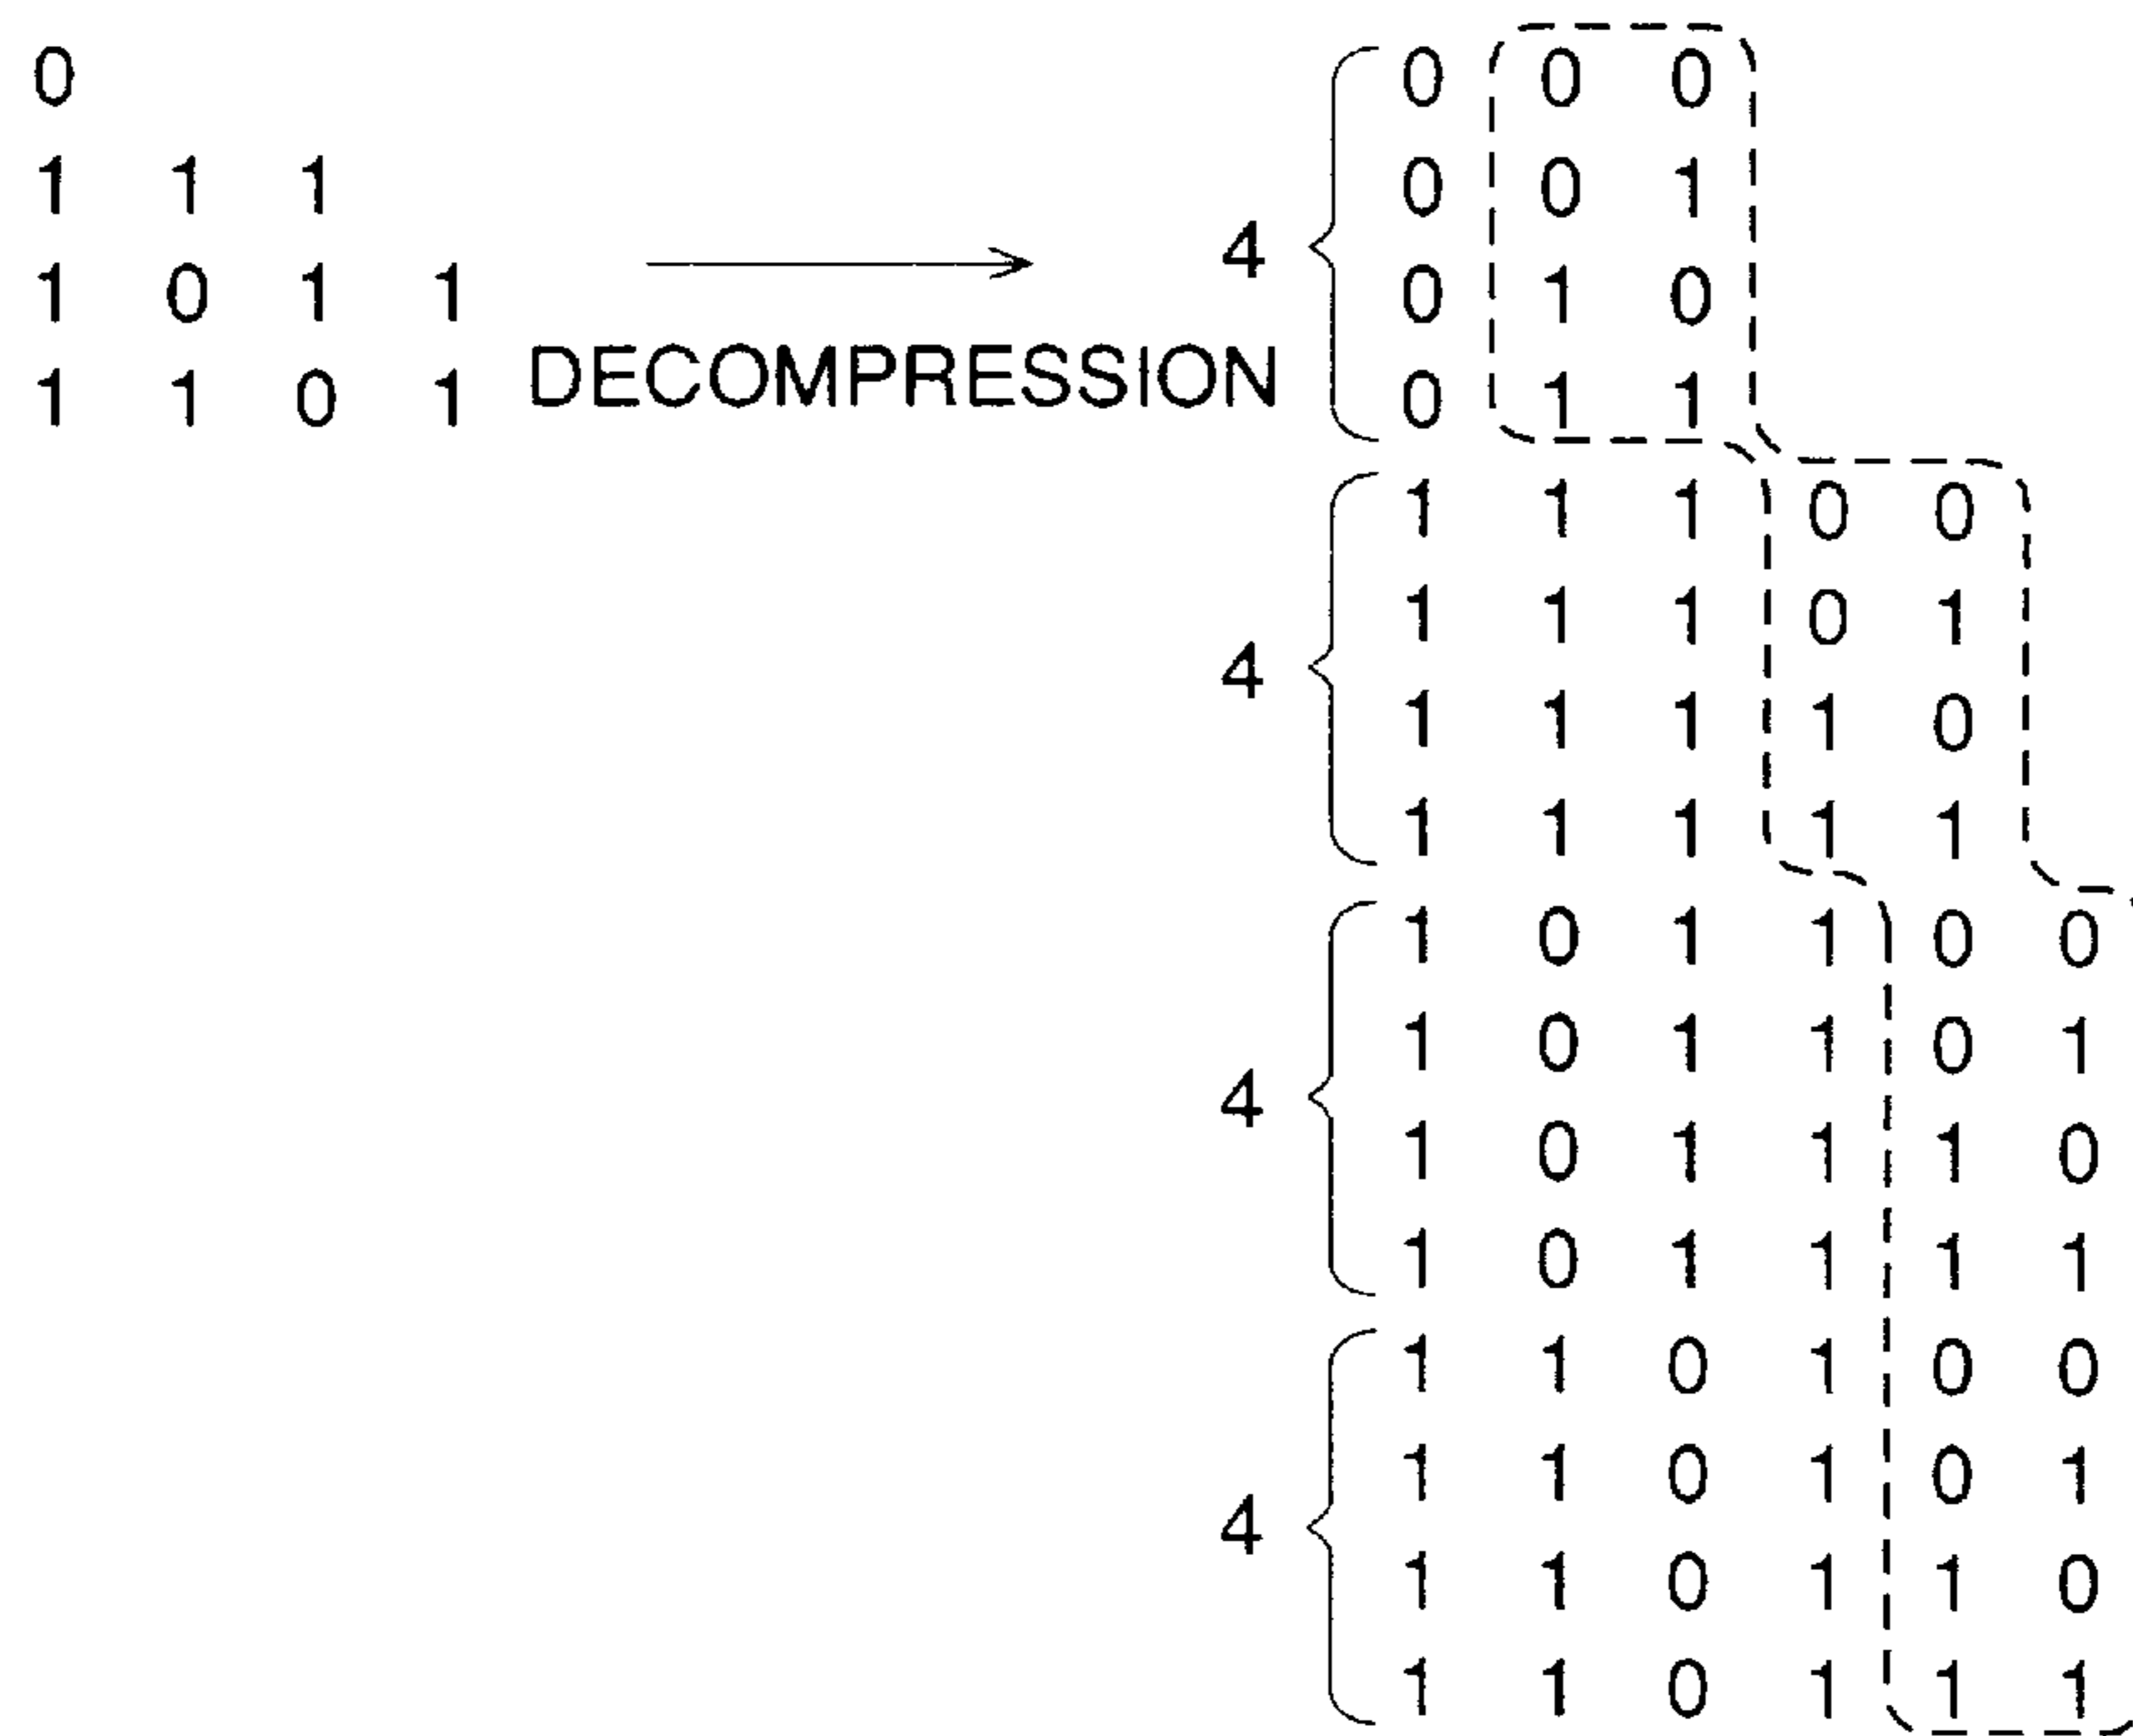 0
1 1 1
1 0 1 1
1 1 0 1
DECOMPRESSION
4
0 0 0
0 0 1
0 1 0
0 1 1
4
1 1 1 0 0
1 1 1 0 1
1 1 1 1 0
1 1 1 1 1
4
1 0 1 1 0 0
1 0 1 1 0 1
1 0 1 1 1 0
1 0 1 1 1 1
4
1 1 0 1 0 0
1 1 0 1 0 1
1 1 0 1 1 0
1 1 0 1 1 1